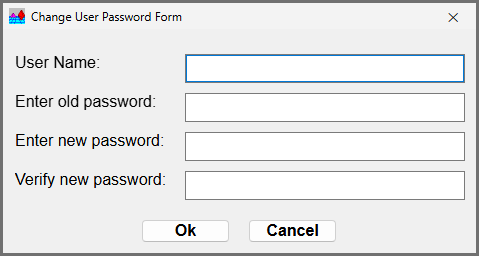 Change User Password Form
User Name:
Enter old password:
Enter new password:
Verify new password:
Ok Cancel